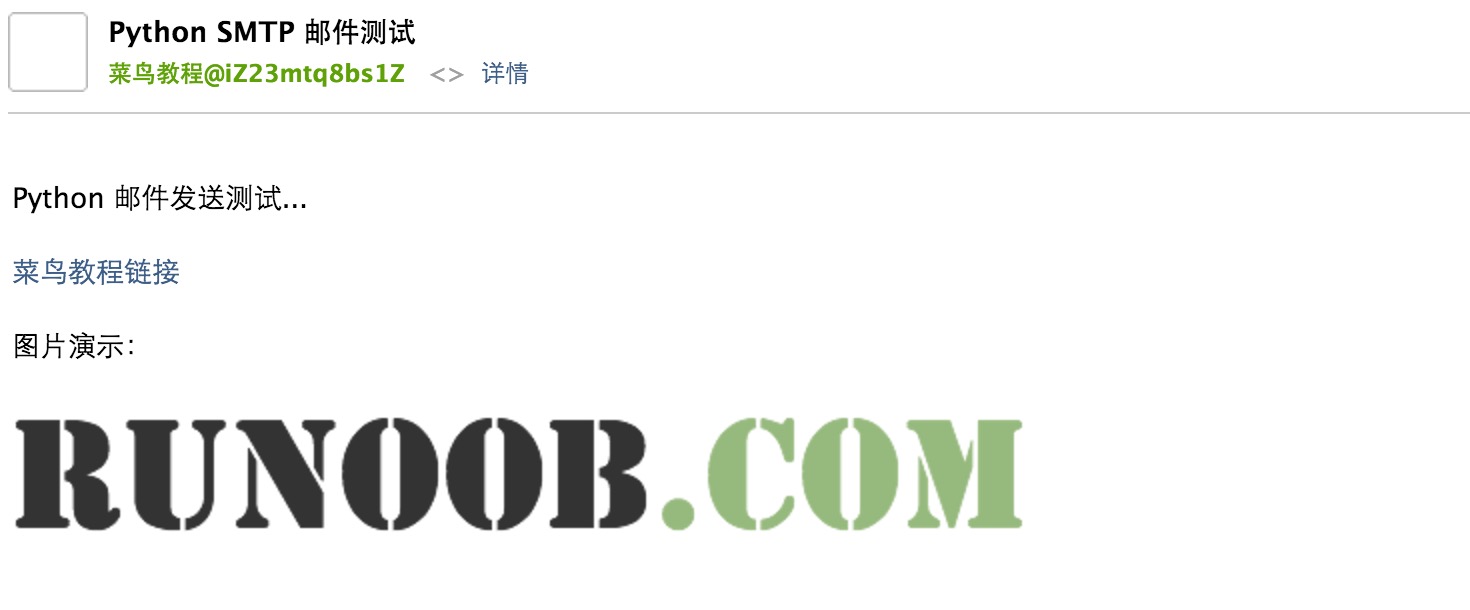 Python SMTP 邮件测试
菜鸟教程@iZ23mtq8bs1Z <> 详情
Python 邮件发送测试...
菜鸟教程链接
图片演示：
RUNOOB.COM